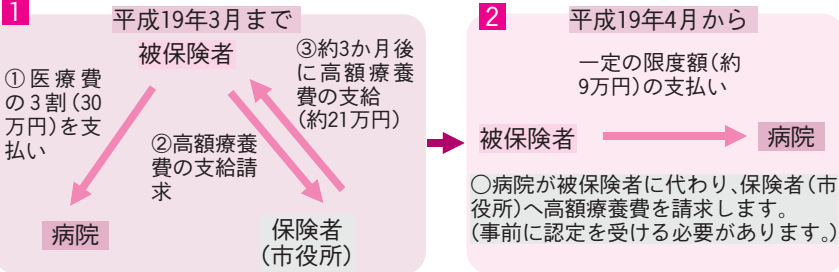 1
平成19年3月まで
被保険者
①医療費
の3割(30
万円)を支
払い
③約3か月後
に高額療養
費の支給
(約21万円)
②高額療養
費の支給請
求
病院
保険者
(市役所)
2
平成19年4月から
一定の限度額(約
9万円)の支払い
被保険者
病院
○病院が被保険者に代わり、保険者(市
役所)へ高額療養費を請求します。
(事前に認定を受ける必要があります。)